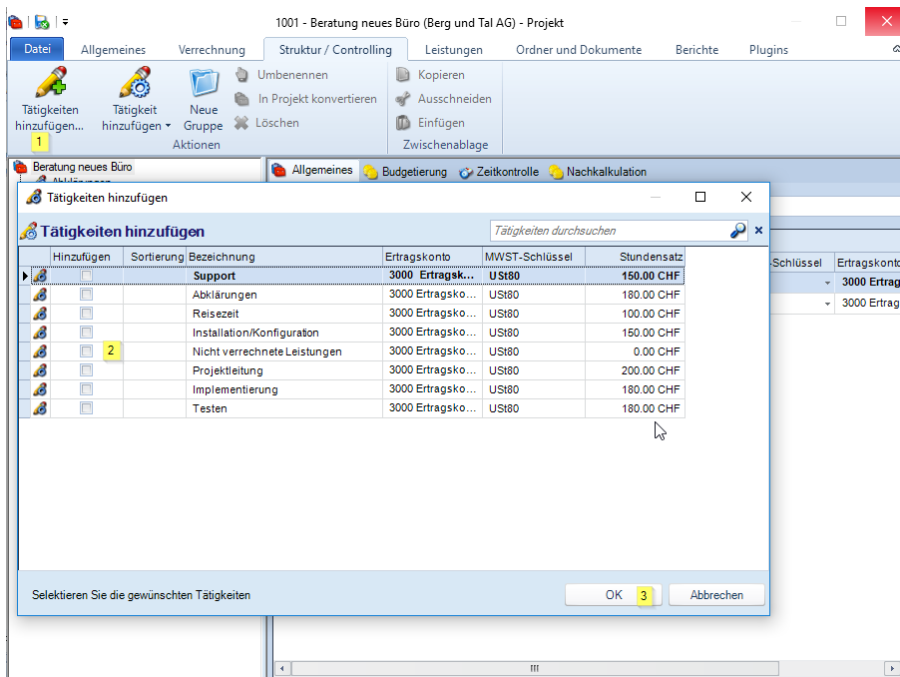 1001 - Beratung neues Büro (Berg und Tal AG) - Projekt
Datei Allgemeines Verrechnung Struktur / Controlling Leistungen Ordner und Dokumente Berichte Plugins
Tätigkeiten hinzufügen...
1
Tätigkeit hinzufügen
Neue Gruppe
Umbenennen
In Projekt konvertieren
Löschen
Aktionen
Kopieren
Ausschneiden
Einfügen
Zwischenablage
Beratung neues Büro
Allgemeines Budgetierung Zeitkontrolle Nachkalkulation
Tätigkeiten hinzufügen
Tätigkeiten hinzufügen
Tätigkeiten durchsuchen
Hinzufügen Sortierung Bezeichnung Ertragskonto MWST-Schlüssel Stundensatz
Support 3000 Ertragsk... USt80 150.00 CHF
Abklärungen 3000 Ertragsko... USt80 180.00 CHF
Reisezeit 3000 Ertragsko... USt80 100.00 CHF
Installation/Konfiguration 3000 Ertragsko... USt80 150.00 CHF
2 Nicht verrechnete Leistungen 3000 Ertragsko... USt80 0.00 CHF
Projektleitung 3000 Ertragsko... USt80 200.00 CHF
Implementierung 3000 Ertragsko... USt80 180.00 CHF
Testen 3000 Ertragsko... USt80 180.00 CHF
-Schlüssel Ertragskonto
3000 Ertrag
3000 Ertrag
Selektieren Sie die gewünschten Tätigkeiten
OK 3 Abbrechen